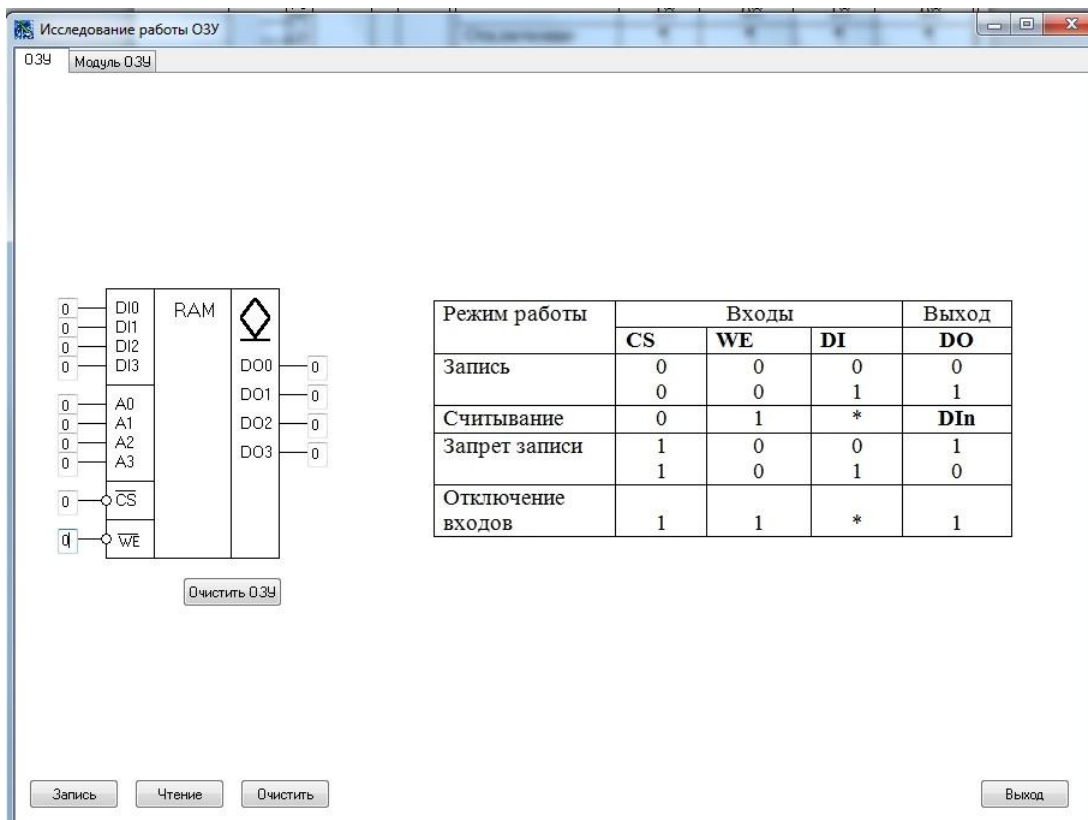 Исследование работы ОЗУ
Отключение
ОЗУ Модуль ОЗУ
0 DI0 RAM
0 DI1
0 DI2
0 DI3 DO0 0
DO1 0
0 A0
0 A1 DO2 0
0 A2
0 A3 DO3 0
0 CS
0 WE
Очистить ОЗУ
Режим работы Входы Выход
CS WE DI DO
Запись 0 0 0 0
0 0 1 1
Считывание 0 1 * DIn
Запрет записи 1 0 0 1
1 0 1 0
Отключение
входов 1 1 * 1
Запись Чтение Очистить Выход